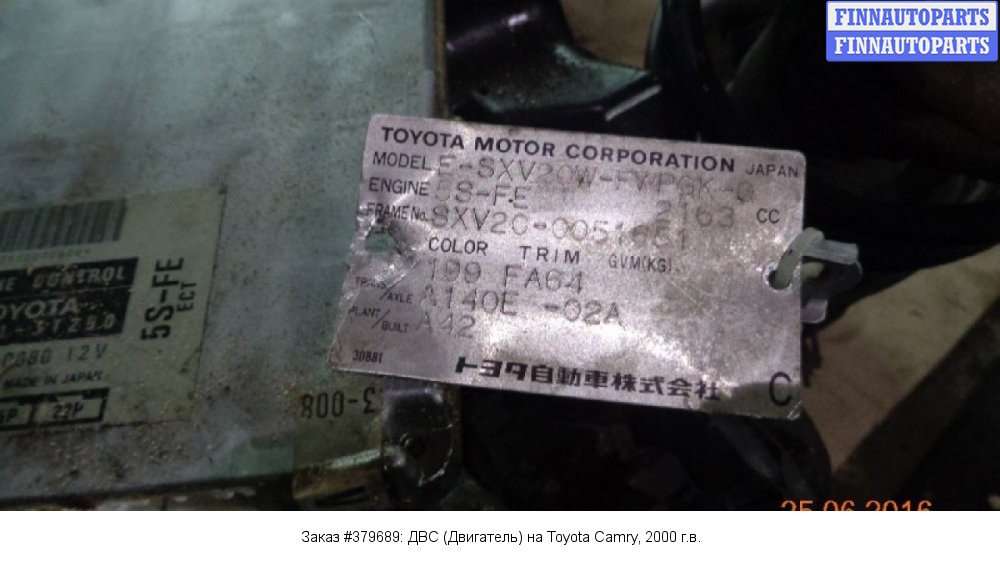 FINNAUTOPARTS
FINNAUTOPARTS
TOYOTA MOTOR CORPORATION JAPAN
MODEL E-SXV20W-
ENGINE 5S-FE 2163 CC
FRAME No. SXV20-
COLOR TRIM GVM(KG)
199 FA64
TRANS/AXLE A140E -02A
PLANT/BUILT A42
30881
トヨタ自動車株式会社 C
CONTROL
TOYOTA
5S-FE
ECT
12V
MADE IN JAPAN
22P
3-008
25.06.2016
Заказ #379689: ДВС (Двигатель) на Toyota Camry, 2000 г.в.